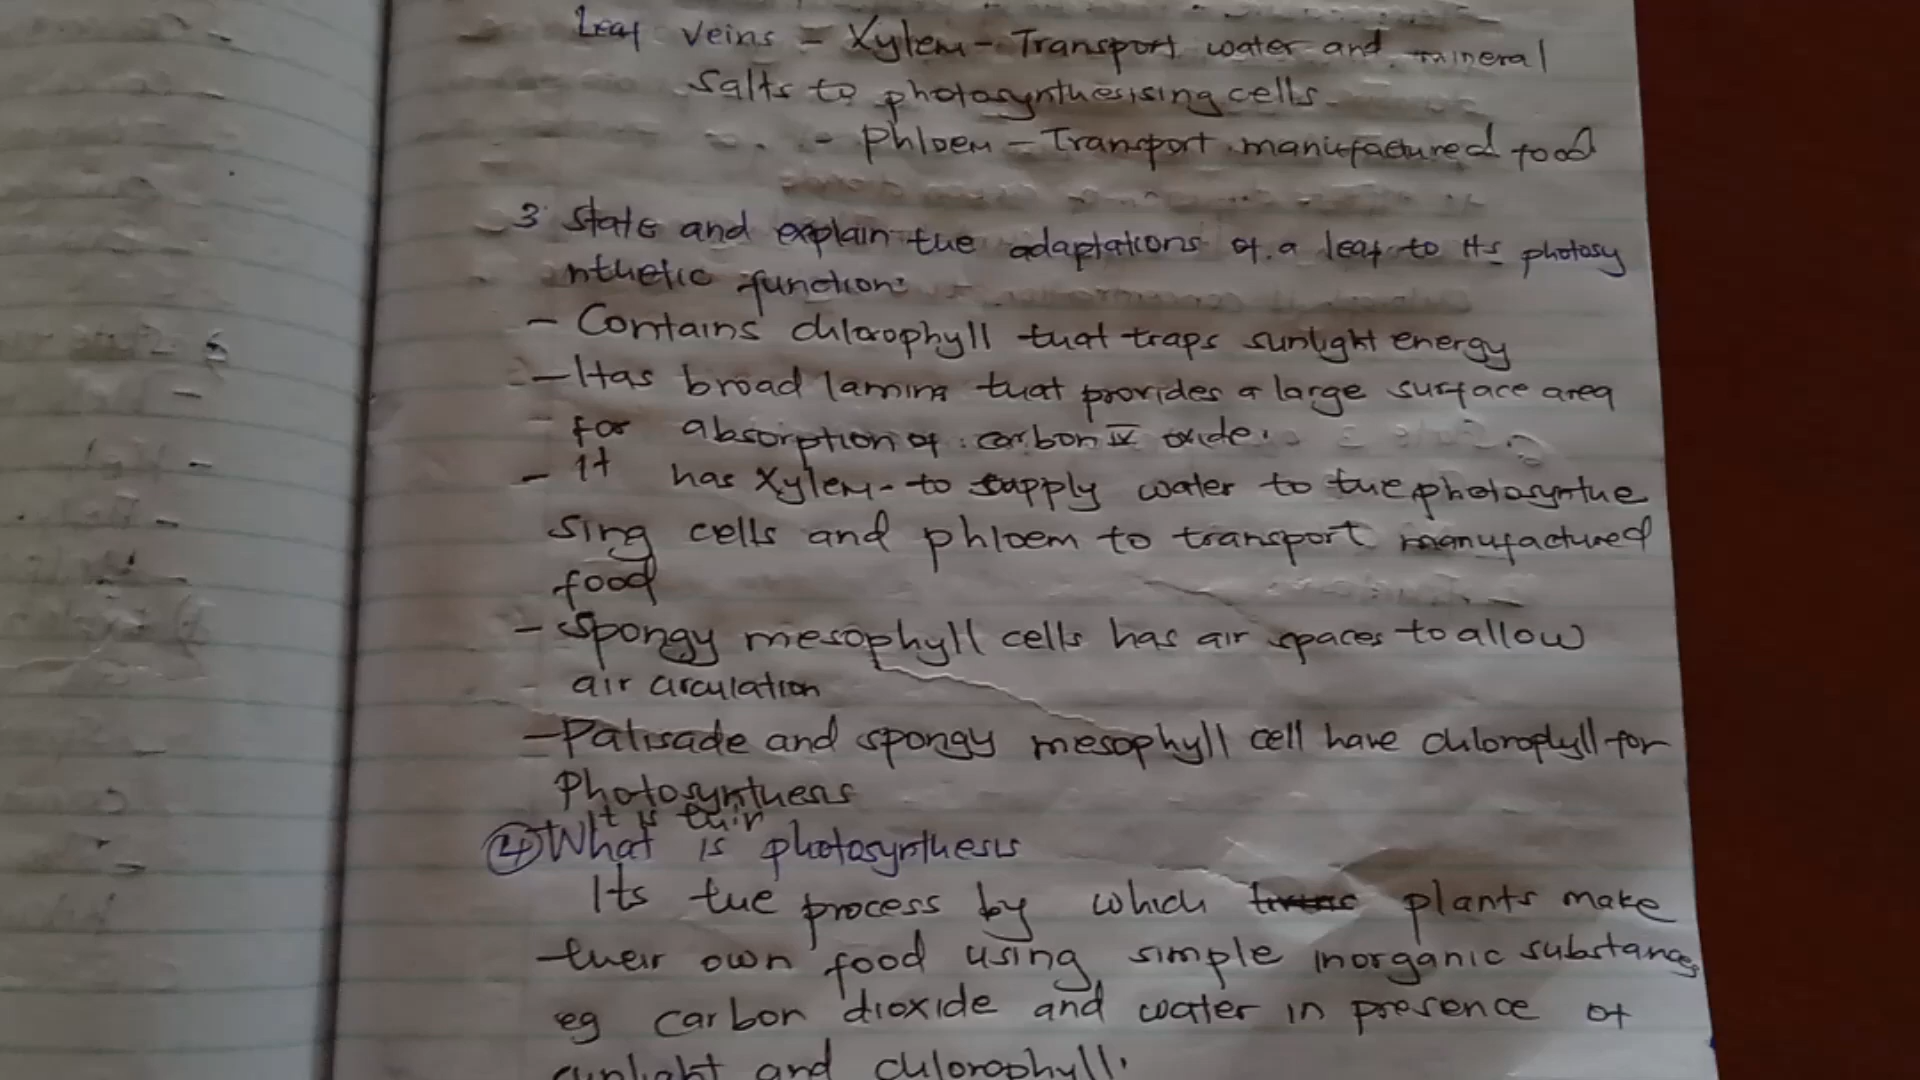 Leaf veins - Xylem - Transport water and mineral
salts to photosynthesising cells
- Phloem - Transport manufactured food
3 State and explain the adaptations of a leaf to its photosy
nthetic function:
- Contains chlorophyll that traps sunlight energy
- Has broad lamina that provides a large surface area
for absorption of carbon IV oxide.
- It has xylem - to supply water to the photosynthe
sing cells and phloem to transport manufactured
food
- Spongy mesophyll cells has air spaces to allow
air circulation
- Palisade and spongy mesophyll cell have chlorophyll for
Photosynthesis
It is thin
4 What is photosynthesis
Its the process by which plants make
their own food using simple inorganic substances
eg carbon dioxide and water in presence of
sunlight and chlorophyll.